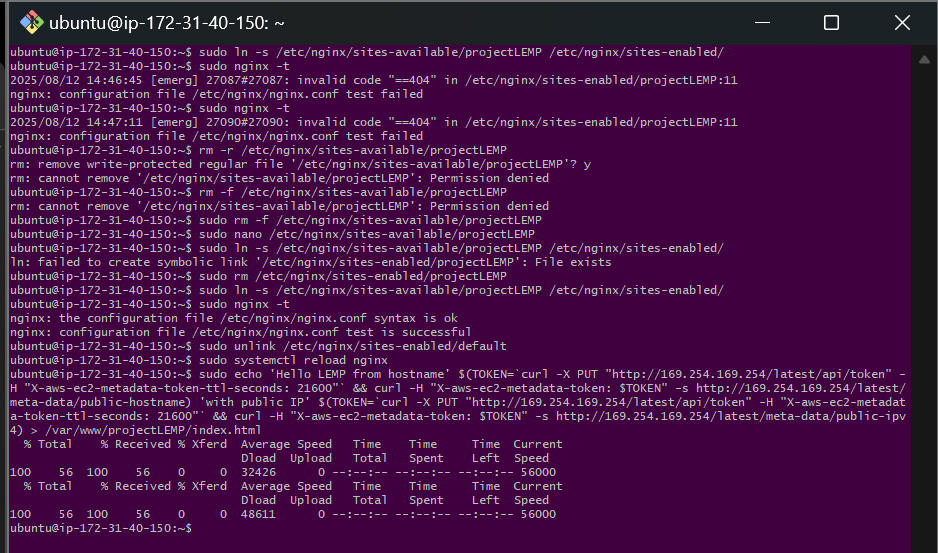 ubuntu@ip-172-31-40-150: ~
ubuntu@ip-172-31-40-150:~$ sudo ln -s /etc/nginx/sites-available/projectLEMP /etc/nginx/sites-enabled/
ubuntu@ip-172-31-40-150:~$ sudo nginx -t
2025/08/12 14:46:45 [emerg] 27087#27087: invalid code "==404" in /etc/nginx/sites-enabled/projectLEMP:11
nginx: configuration file /etc/nginx/nginx.conf test failed
ubuntu@ip-172-31-40-150:~$ sudo nginx -t
2025/08/12 14:47:11 [emerg] 27090#27090: invalid code "==404" in /etc/nginx/sites-enabled/projectLEMP:11
nginx: configuration file /etc/nginx/nginx.conf test failed
ubuntu@ip-172-31-40-150:~$ rm -r /etc/nginx/sites-available/projectLEMP
rm: remove write-protected regular file '/etc/nginx/sites-available/projectLEMP'? y
rm: cannot remove '/etc/nginx/sites-available/projectLEMP': Permission denied
ubuntu@ip-172-31-40-150:~$ rm -f /etc/nginx/sites-available/projectLEMP
rm: cannot remove '/etc/nginx/sites-available/projectLEMP': Permission denied
ubuntu@ip-172-31-40-150:~$ sudo rm -f /etc/nginx/sites-available/projectLEMP
ubuntu@ip-172-31-40-150:~$ sudo nano /etc/nginx/sites-available/projectLEMP
ubuntu@ip-172-31-40-150:~$ sudo ln -s /etc/nginx/sites-available/projectLEMP /etc/nginx/sites-enabled/
ln: failed to create symbolic link '/etc/nginx/sites-enabled/projectLEMP': File exists
ubuntu@ip-172-31-40-150:~$ sudo rm /etc/nginx/sites-enabled/projectLEMP
ubuntu@ip-172-31-40-150:~$ sudo ln -s /etc/nginx/sites-available/projectLEMP /etc/nginx/sites-enabled/
ubuntu@ip-172-31-40-150:~$ sudo nginx -t
nginx: the configuration file /etc/nginx/nginx.conf syntax is ok
nginx: configuration file /etc/nginx/nginx.conf test is successful
ubuntu@ip-172-31-40-150:~$ sudo unlink /etc/nginx/sites-enabled/default
ubuntu@ip-172-31-40-150:~$ sudo systemctl reload nginx
ubuntu@ip-172-31-40-150:~$ sudo echo 'Hello LEMP from hostname' $(TOKEN=`curl -X PUT "http://169.254.169.254/latest/api/token" -
H "X-aws-ec2-metadata-token-ttl-seconds: 21600"` && curl -H "X-aws-ec2-metadata-token: $TOKEN" -s http://169.254.169.254/latest/
meta-data/public-hostname) 'with public IP' $(TOKEN=`curl -X PUT "http://169.254.169.254/latest/api/token" -H "X-aws-ec2-metadat
a-token-ttl-seconds: 21600"` && curl -H "X-aws-ec2-metadata-token: $TOKEN" -s http://169.254.169.254/latest/meta-data/public-ipv
4) > /var/www/projectLEMP/index.html
  % Total    % Received % Xferd  Average Speed   Time    Time     Time  Current
                                 Dload  Upload   Total   Spent    Left  Speed
100    56  100    56    0     0  32426      0 --:--:-- --:--:-- --:--:-- 56000
  % Total    % Received % Xferd  Average Speed   Time    Time     Time  Current
                                 Dload  Upload   Total   Spent    Left  Speed
100    56  100    56    0     0  48611      0 --:--:-- --:--:-- --:--:-- 56000
ubuntu@ip-172-31-40-150:~$